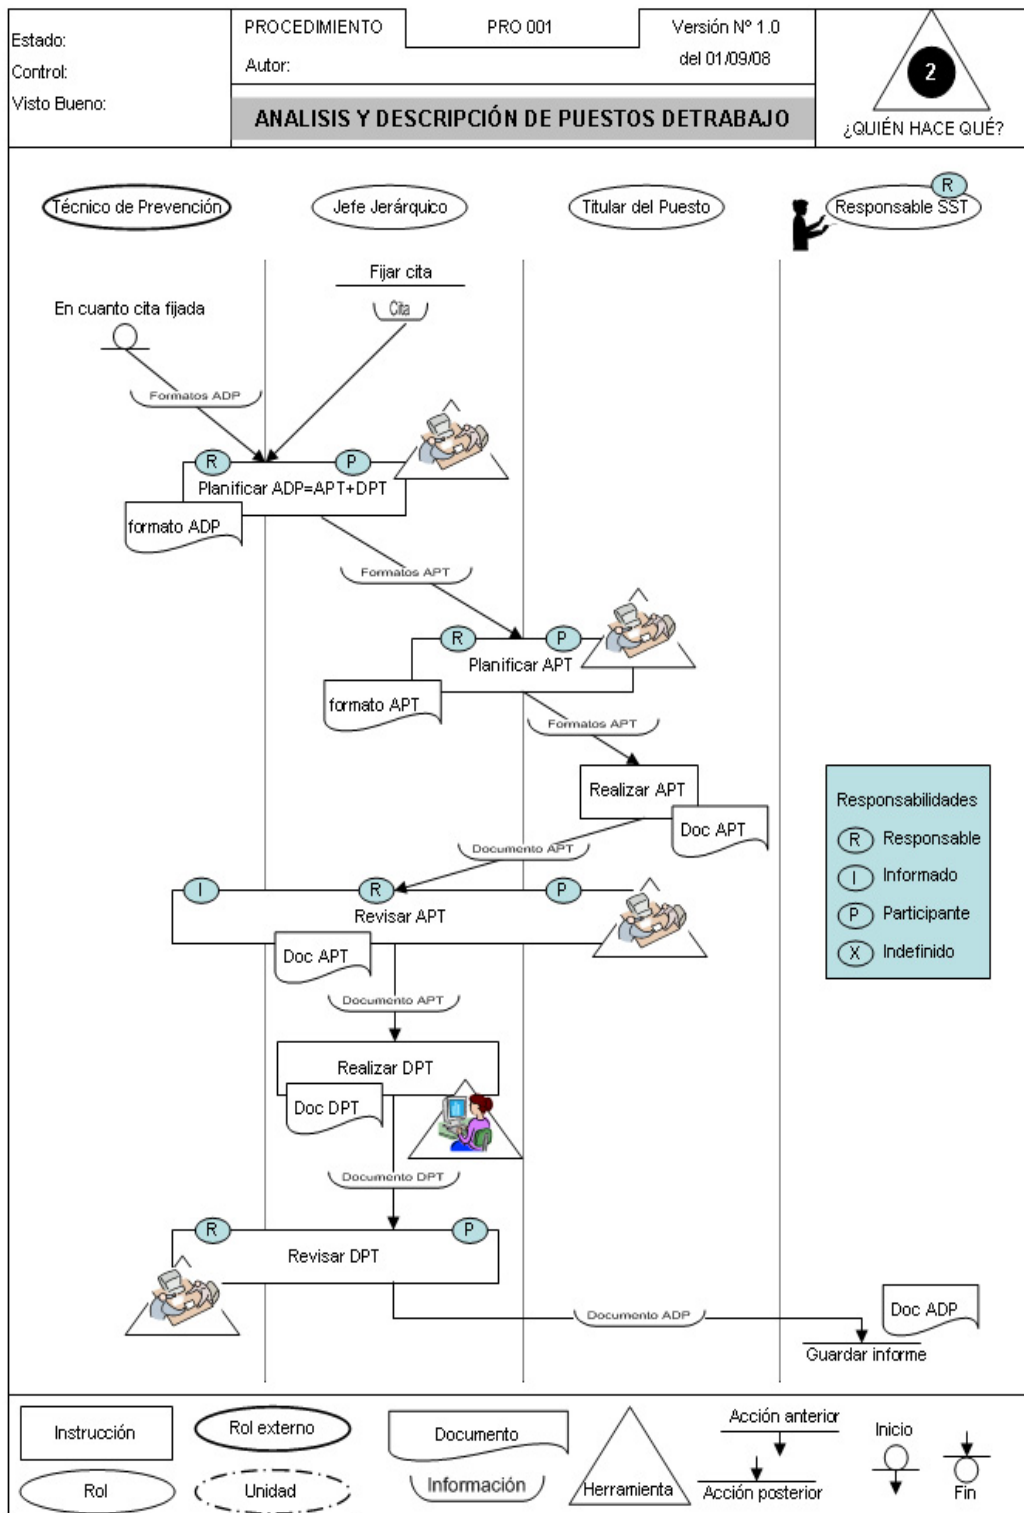 Estado:
Control:
Visto Bueno:
PROCEDIMIENTO
PRO 001
Versión Nº 1.0
del 01/09/08
Autor:
ANALISIS Y DESCRIPCIÓN DE PUESTOS DETRABAJO
2
¿QUIÉN HACE QUÉ?
Técnico de Prevención
Jefe Jerárquico
Titular del Puesto
R
Responsable SST
Fijar cita
Cita
En cuanto cita fijada
Formatos ADP
R
P
Planificar ADP=APT+DPT
formato ADP
Formatos APT
R
P
Planificar APT
formato APT
Formatos APT
Realizar APT
Doc APT
Documento APT
I
R
P
Revisar APT
Doc APT
Documento APT
Realizar DPT
Doc DPT
Documento DPT
R
P
Revisar DPT
Documento ADP
Doc ADP
Guardar informe
Responsabilidades
R Responsable
I Informado
P Participante
X Indefinido
Instrucción
Rol
Rol externo
Unidad
Documento
Información
Herramienta
Acción anterior
Acción posterior
Inicio
Fin